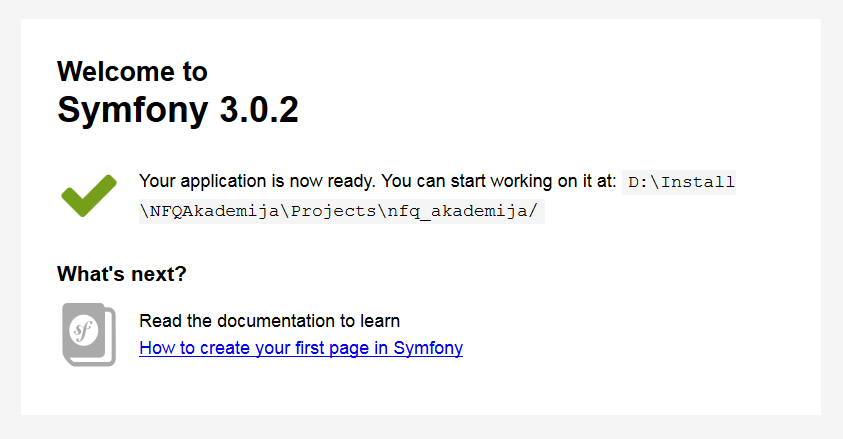 Welcome to
Symfony 3.0.2
Your application is now ready. You can start working on it at: D:\Install
\NFQAkademija\Projects\nfq_akademija/
What's next?
sf
Read the documentation to learn
How to create your first page in Symfony